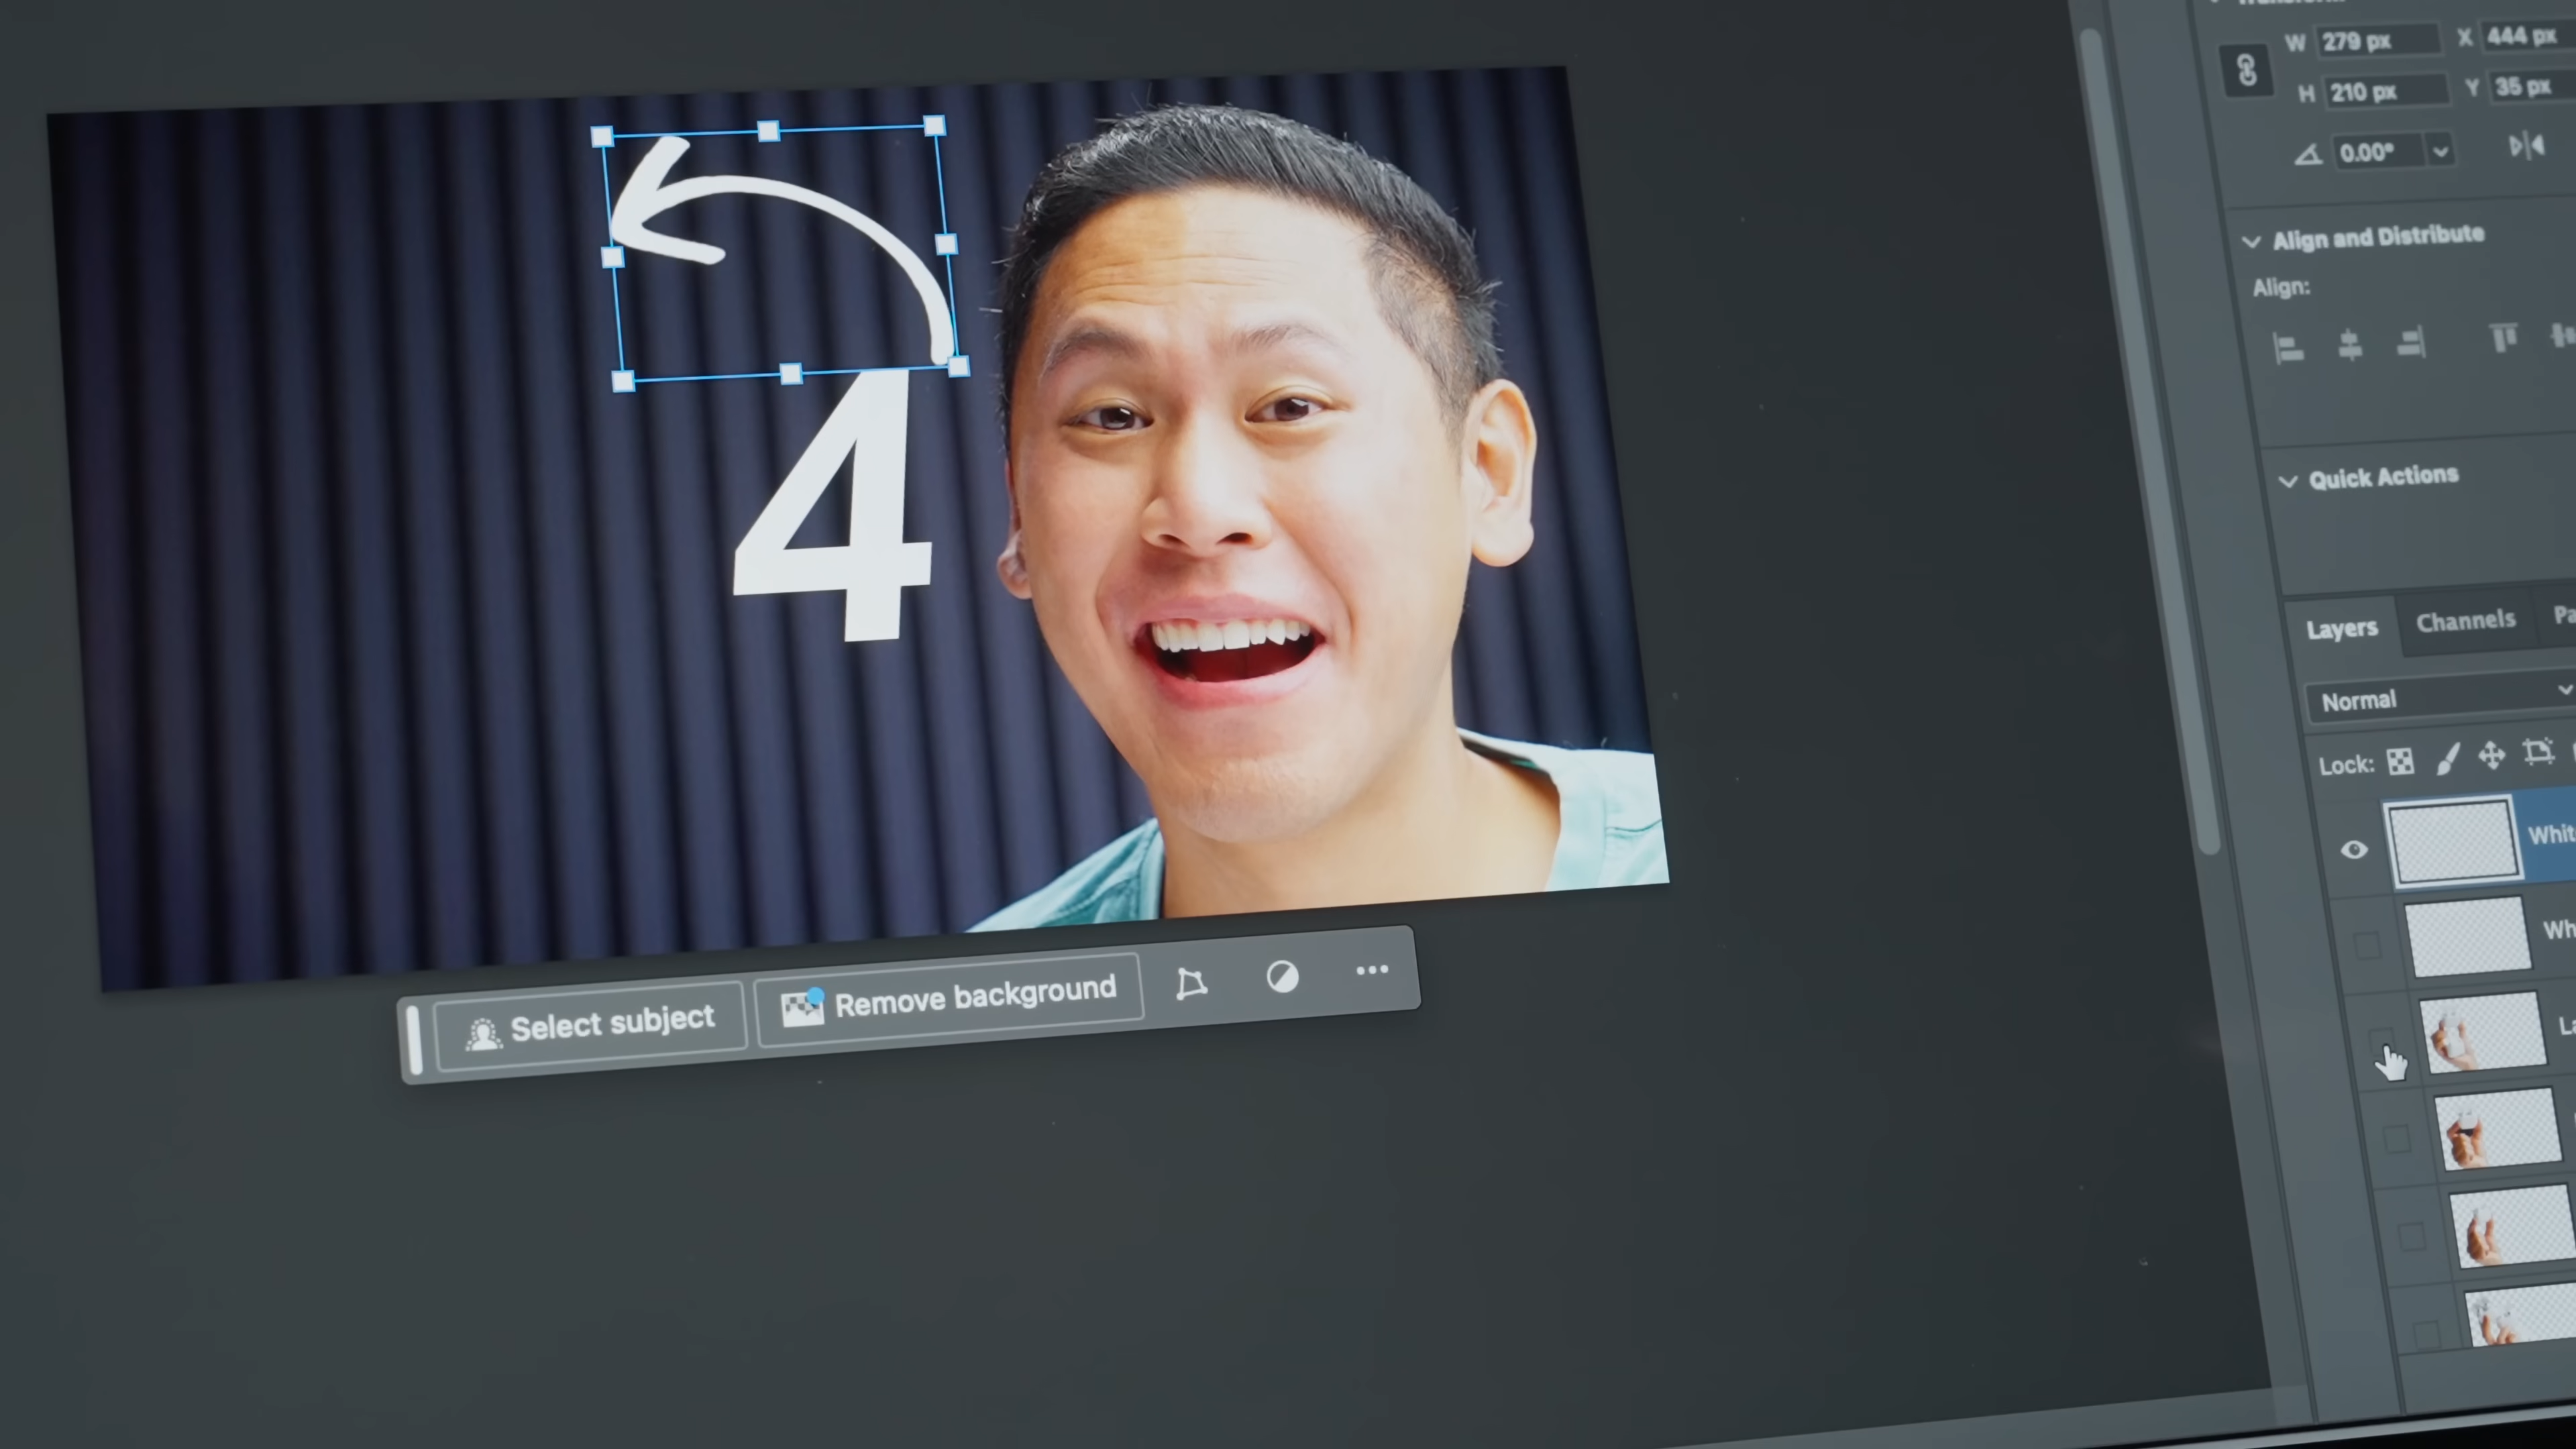 W 279 px X 444 px
H 210 px Y 35 px
0.00°
Align and Distribute
Align:
Quick Actions
4
Layers Channels
Normal
Lock:
Select subject Remove background